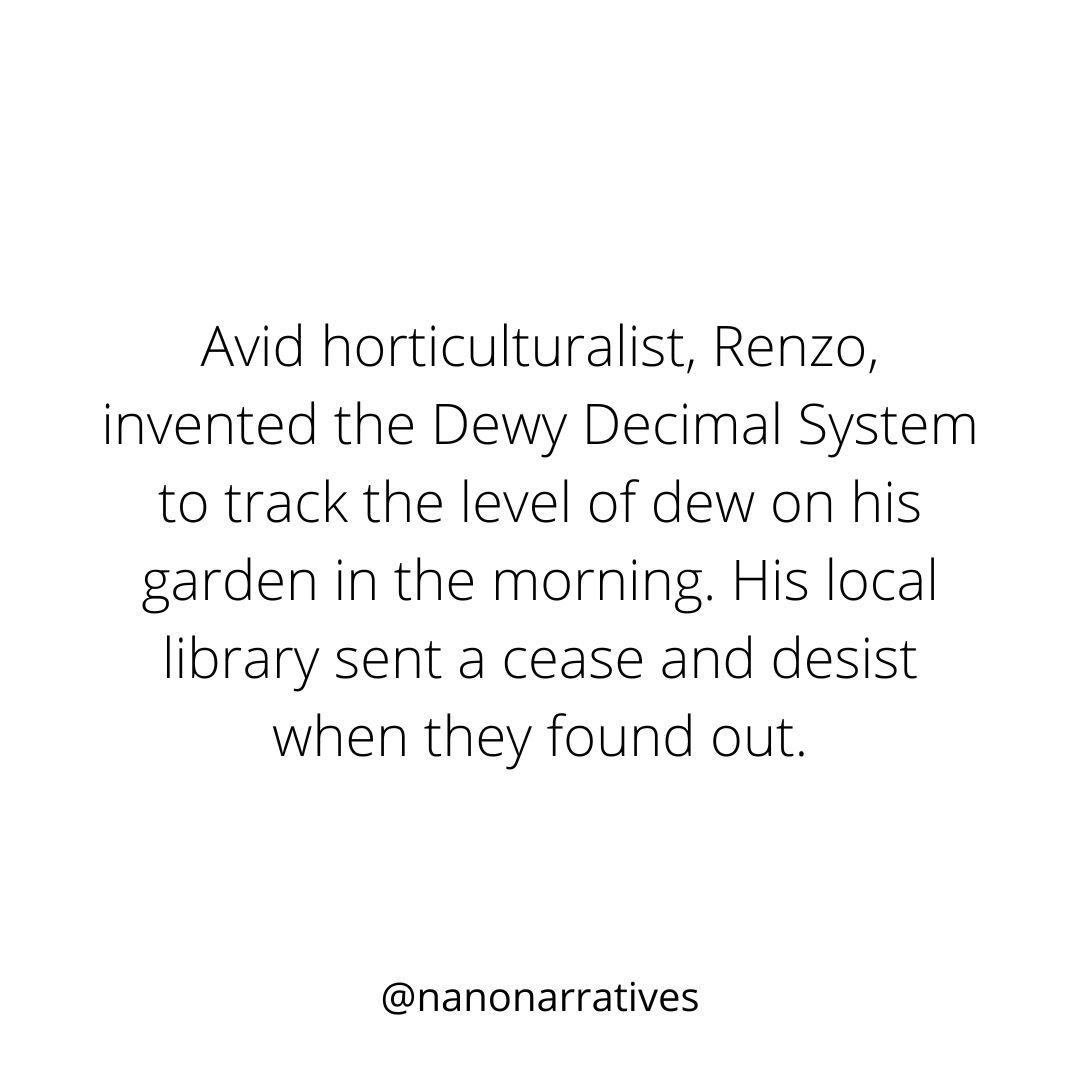 Avid horticulturalist, Renzo,
invented the Dewy Decimal System
to track the level of dew on his
garden in the morning. His local
library sent a cease and desist
when they found out.
@nanonarratives